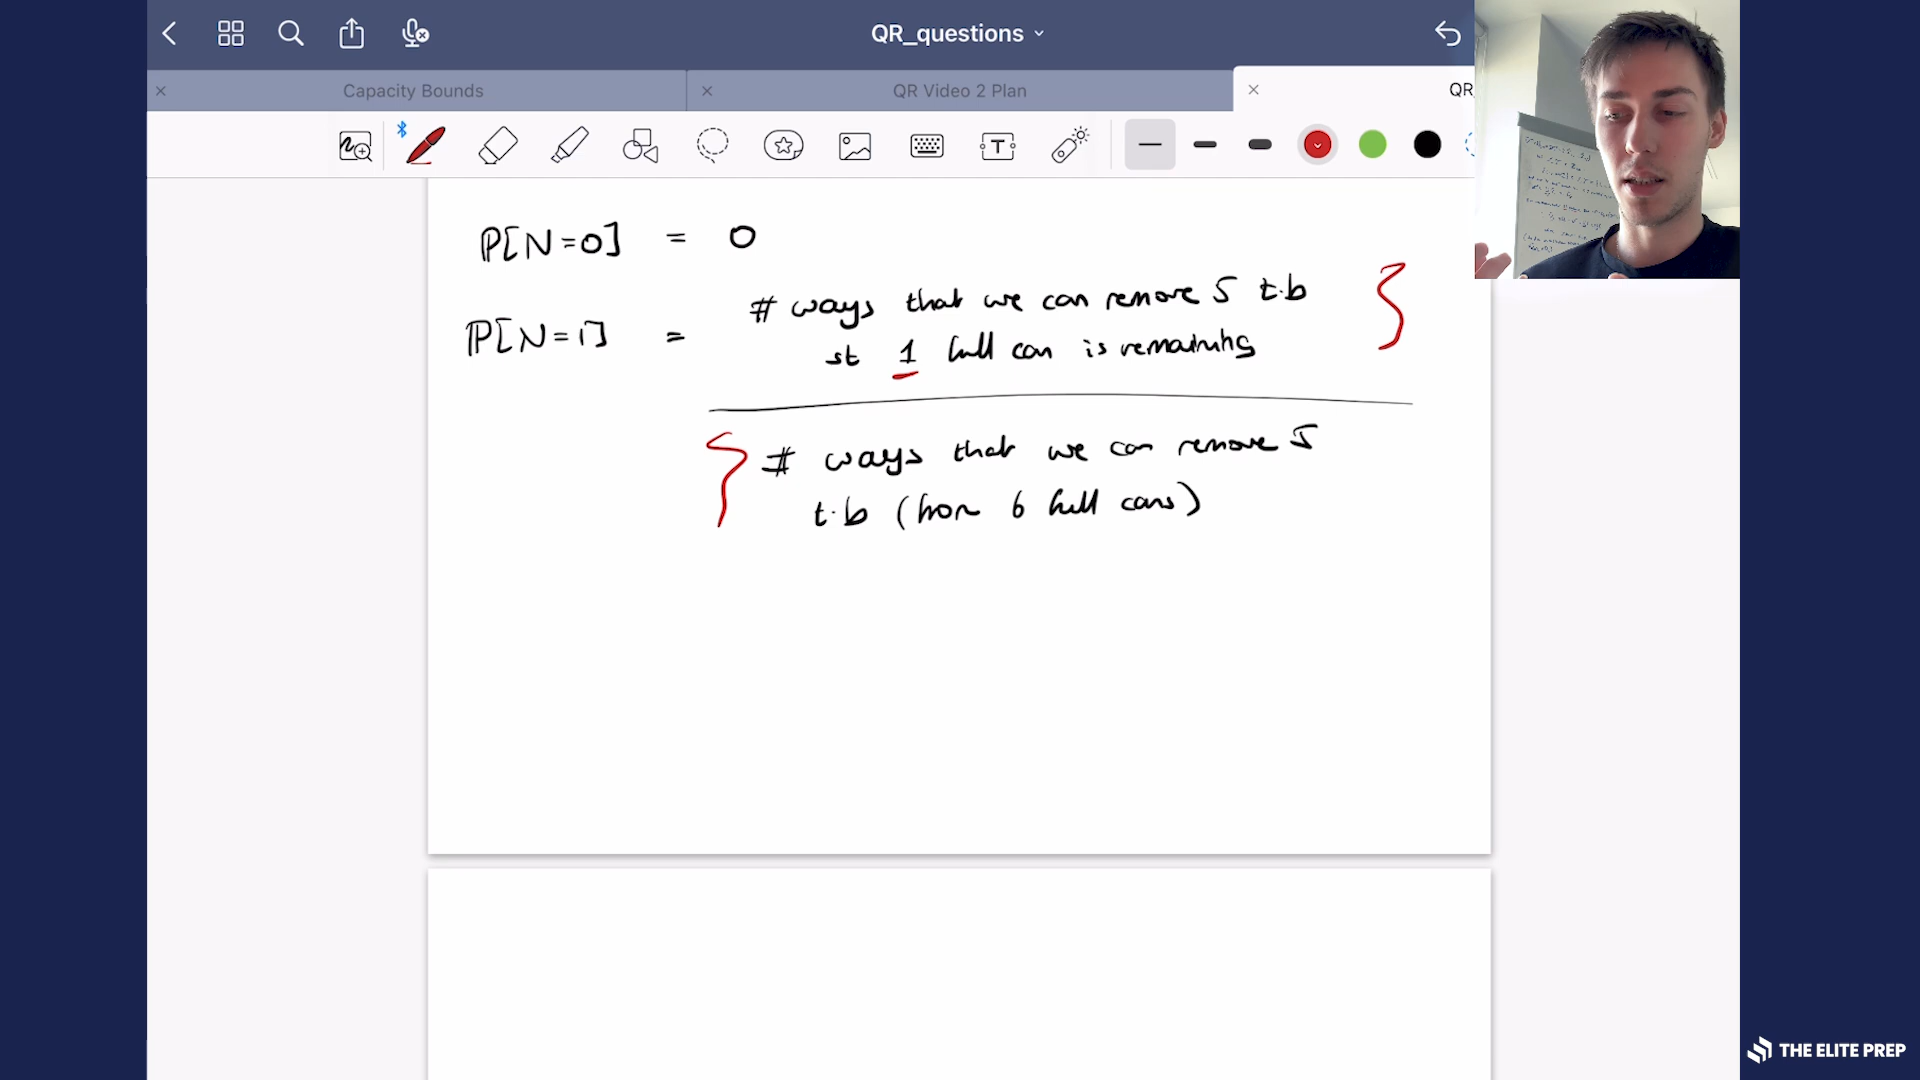 QR_questions
Capacity Bounds
QR Video 2 Plan
QR
P[N=0] = 0
P[N=1] = # ways that we can remove 5 t.b
st 1 full can is remaining
# ways that we can remove 5
t.b (from 6 full cans)
THE ELITE PREP